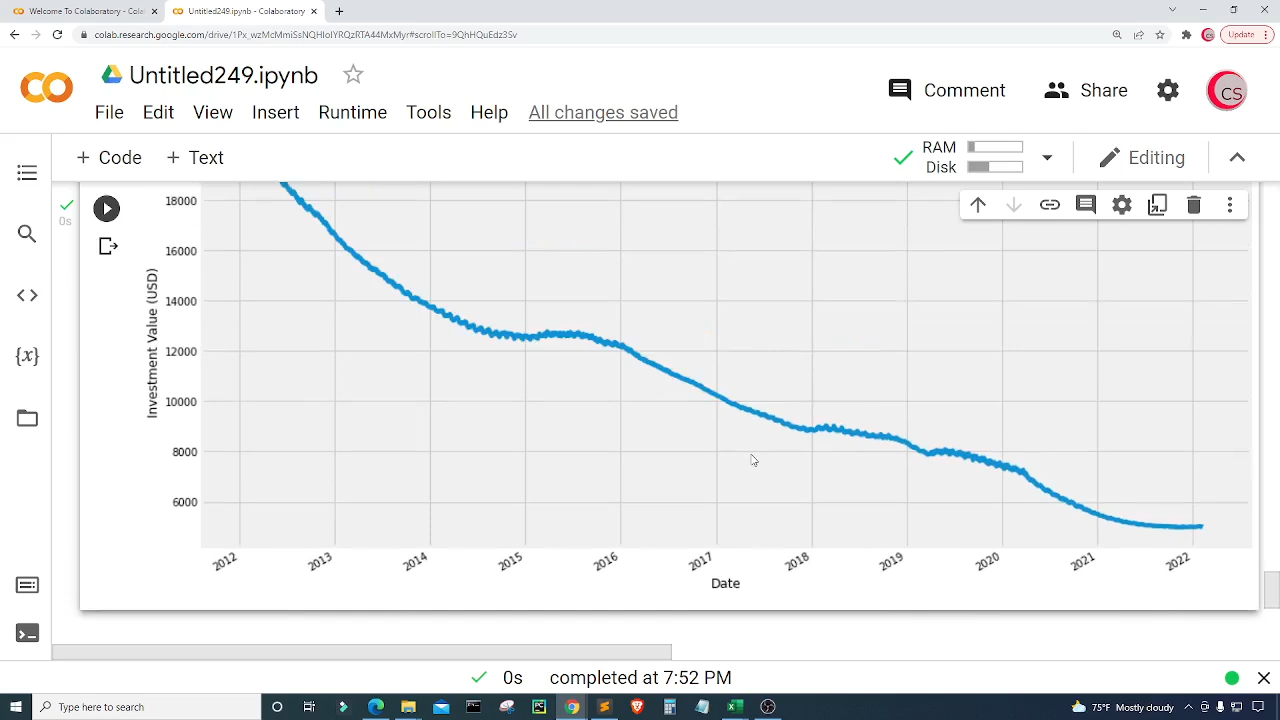 Welcome To Colaboratory - Colal
Untitled249.ipynb - Colaboratory
colab.research.google.com/drive/1Px_wzMcMmiSsNQHIoIYRQzRTA44MxMyr#scrollTo=9QhHQuEdz3Sv
Update
Untitled249.ipynb
Comment
Share
CS
File Edit View Insert Runtime Tools Help All changes saved
+ Code + Text
RAM
Disk
Editing
0s
18000
16000
14000
12000
10000
8000
6000
Investment Value (USD)
2012 2013 2014 2015 2016 2017 2018 2019 2020 2021 2022
Date
{x}
0s completed at 7:52 PM
Type here to search
73°F Mostly cloudy